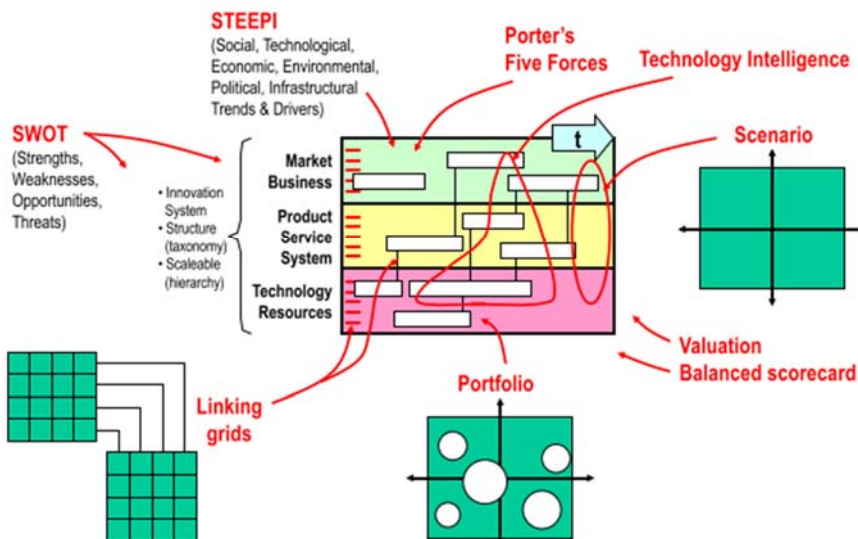 STEEPI
(Social, Technological,
Economic, Environmental,
Political, Infrastructural
Trends & Drivers)
Porter's
Five Forces
Technology Intelligence
SWOT
(Strengths,
Weaknesses,
Opportunities,
Threats)
• Innovation
System
• Structure
(taxonomy)
• Scaleable
(hierarchy)
Market
Business
Product
Service
System
Technology
Resources
t
Scenario
Valuation
Balanced scorecard
Portfolio
Linking
grids